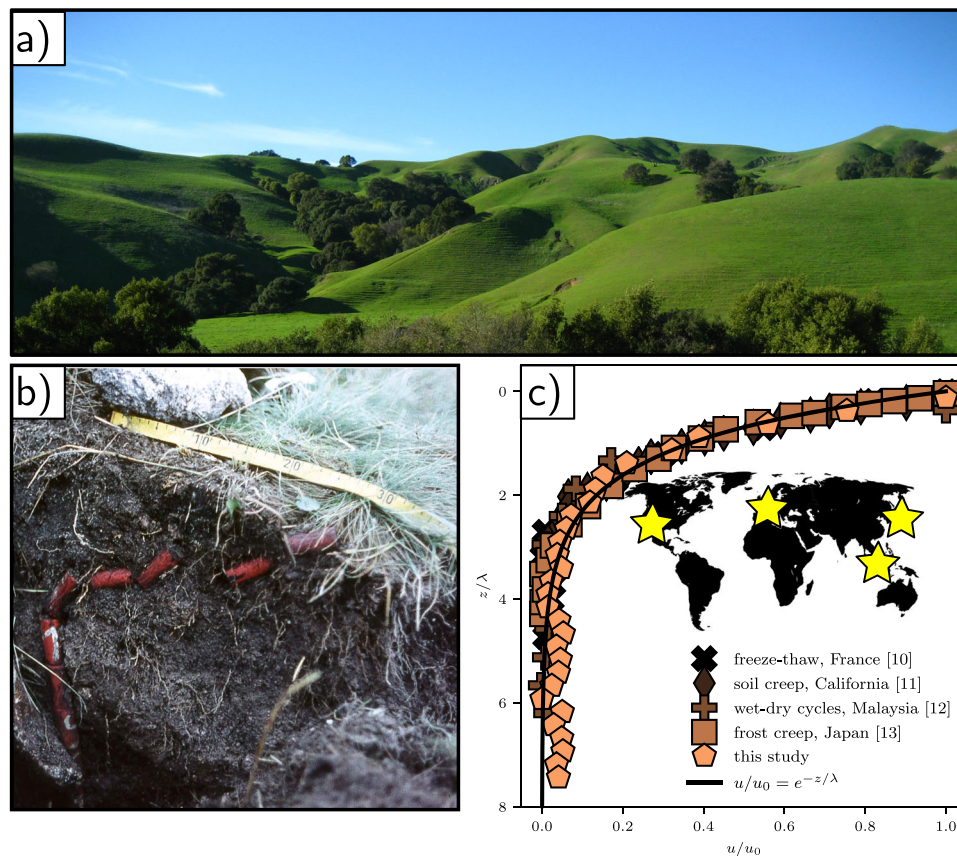 a)
b)
10
20
30
c)
0
2
4
6
8
z/λ
freeze-thaw, France [10]
soil creep, California [11]
wet-dry cycles, Malaysia [12]
frost creep, Japan [13]
this study
u/u₀ = e^{−z/λ}
0.0 0.2 0.4 0.6 0.8 1.0
u/u₀